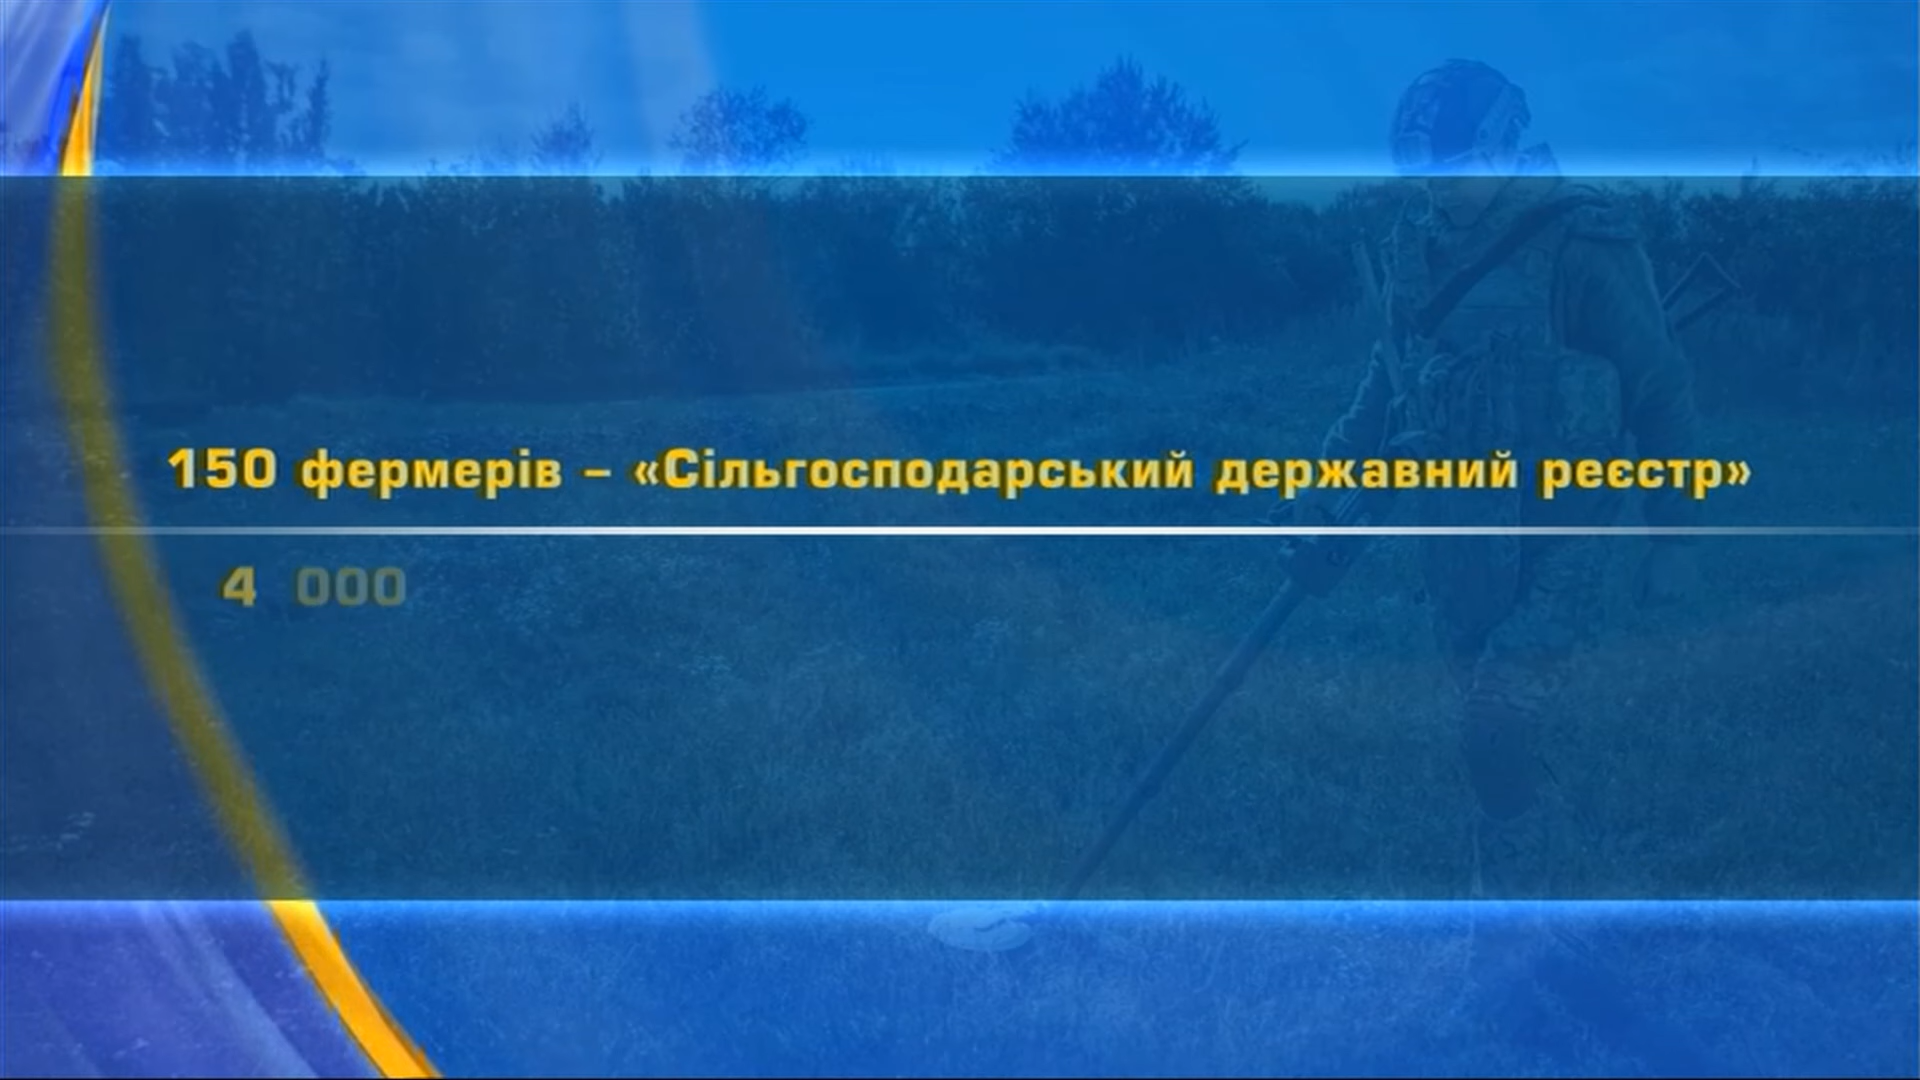 150 фермерів – «Сільгосподарський державний реєстр»
4 000